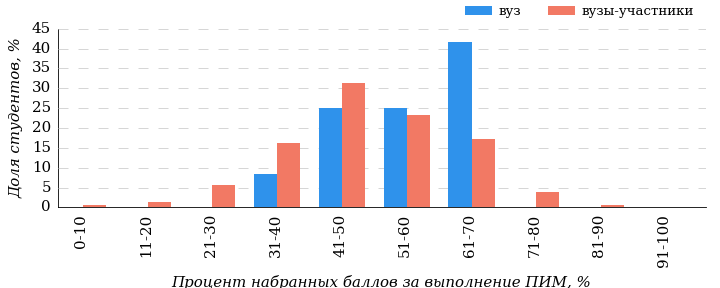 вуз вузы-участники
45
40
35
30
25
20
15
10
5
0
Доля студентов, %
0-10 11-20 21-30 31-40 41-50 51-60 61-70 71-80 81-90 91-100
Процент набранных баллов за выполнение ПИМ, %